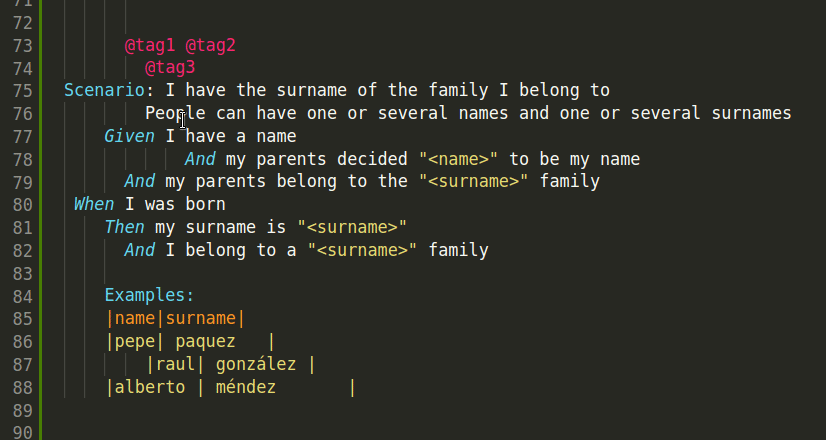 71
72
73 @tag1 @tag2
74 @tag3
75 Scenario: I have the surname of the family I belong to
76 People can have one or several names and one or several surnames
77 Given I have a name
78 And my parents decided "<name>" to be my name
79 And my parents belong to the "<surname>" family
80 When I was born
81 Then my surname is "<surname>"
82 And I belong to a "<surname>" family
83
84 Examples:
85 |name|surname|
86 |pepe| paquez   |
87 |raul| gonzález |
88 |alberto | méndez       |
89
90